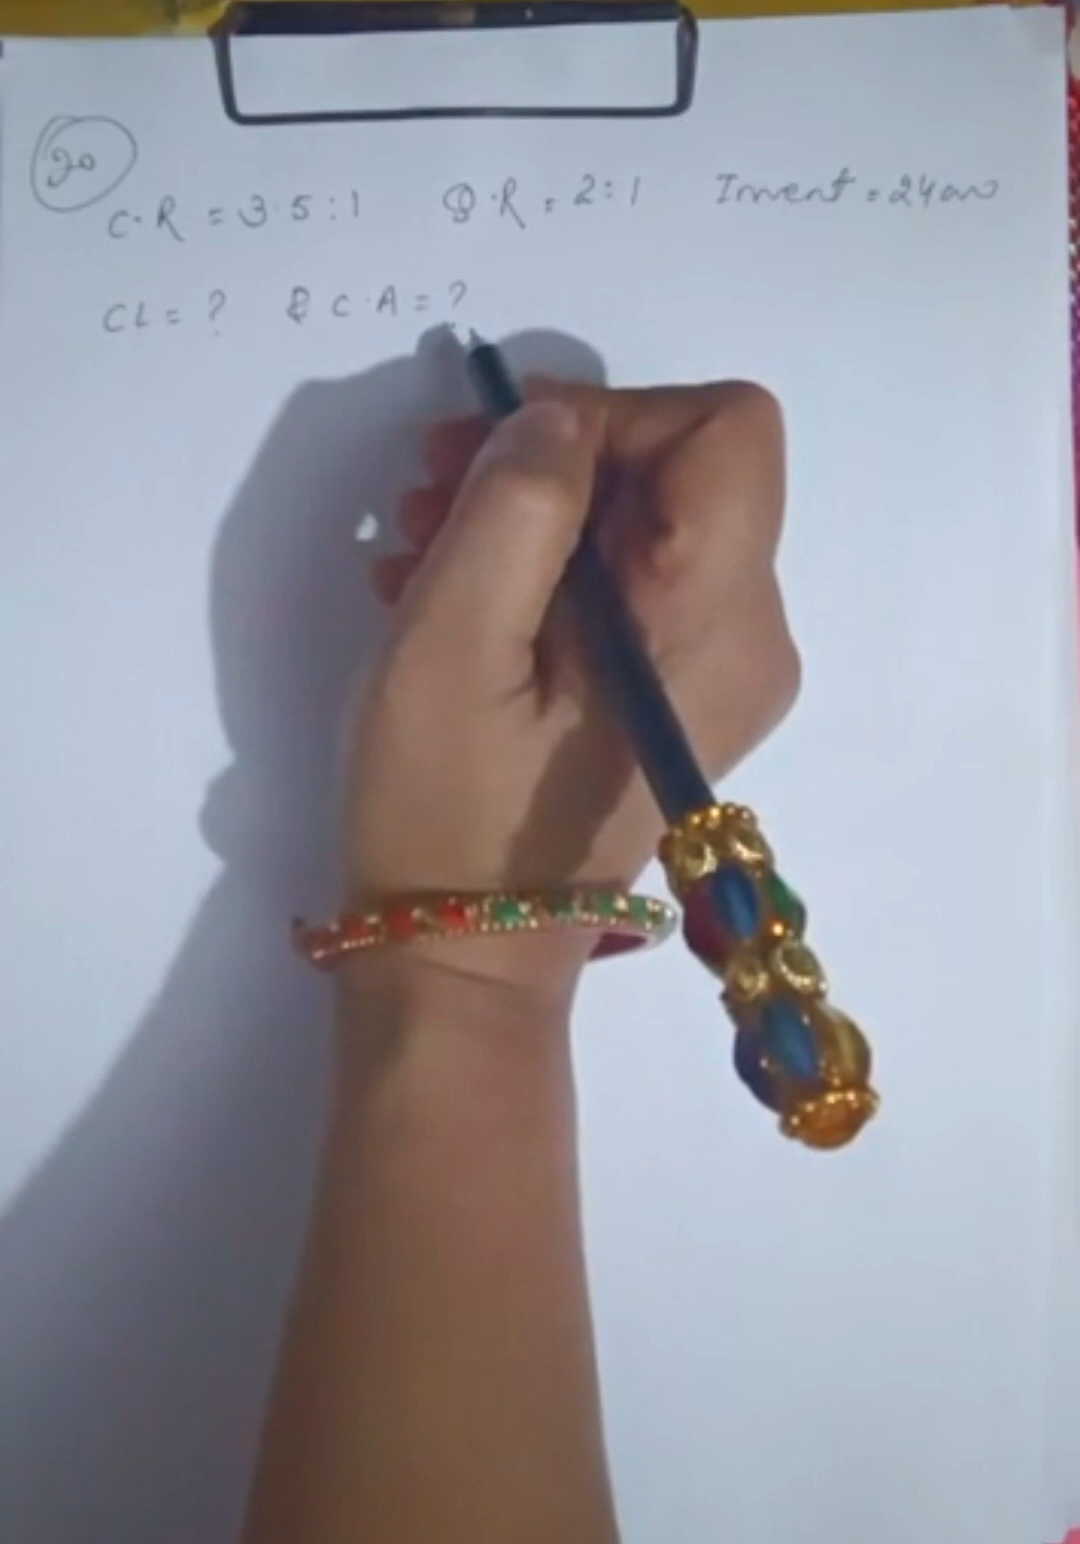 20
C.R = 3.5:1 Q.R = 2:1 Invent = 24000
CL = ? & C.A = ?